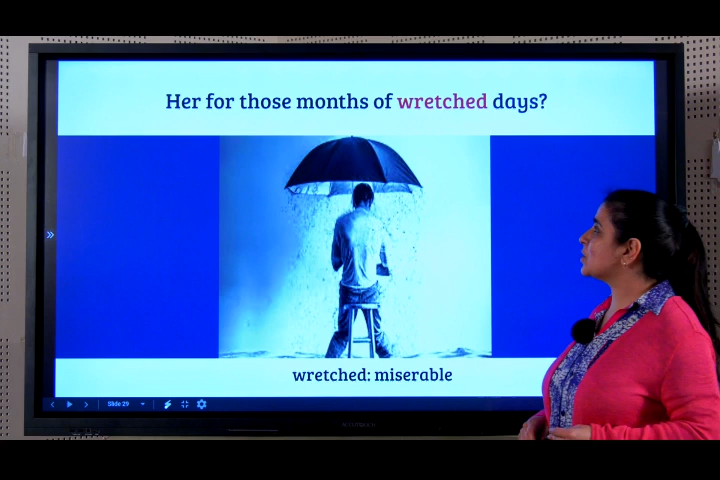 Her for those months of wretched days?
wretched: miserable
Slide 29